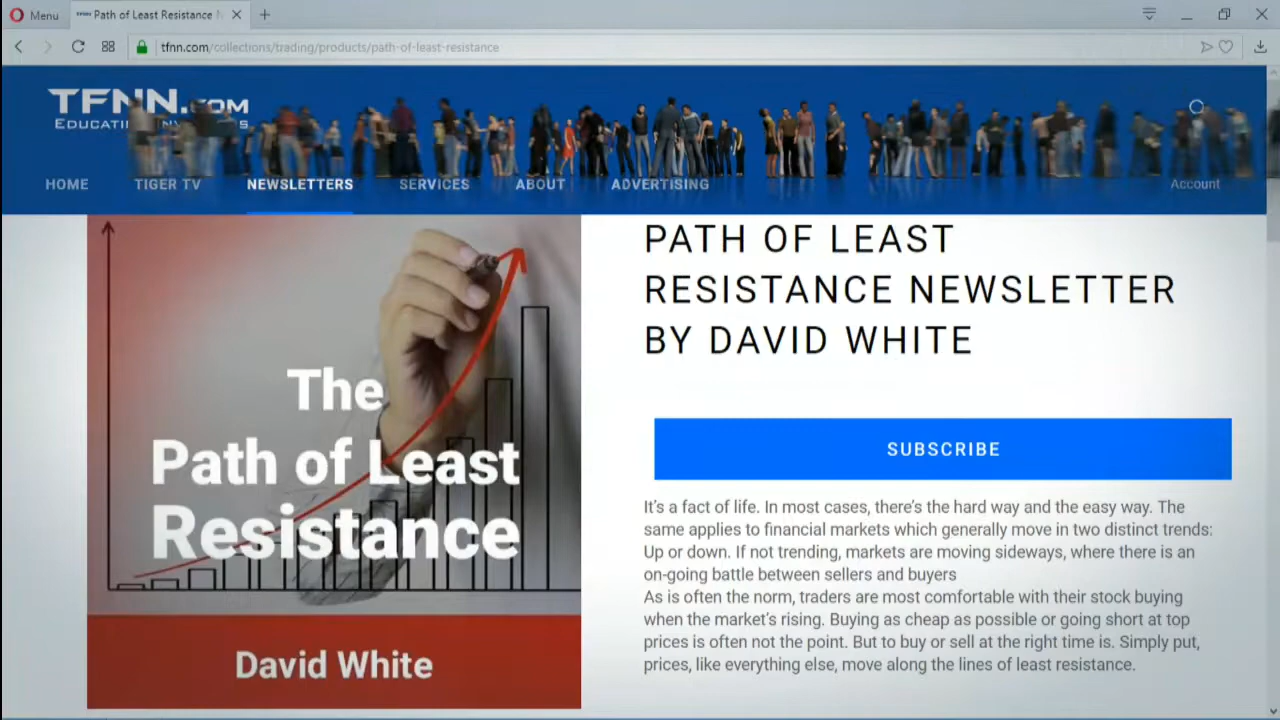 Menu
Path of Least Resistance N
tfnn.com/collections/trading/products/path-of-least-resistance
TFNN.COM
HOME
TIGER TV
NEWSLETTERS
SERVICES
ABOUT
ADVERTISING
Account
The
Path of Least
Resistance
David White
PATH OF LEAST
RESISTANCE NEWSLETTER
BY DAVID WHITE
SUBSCRIBE
It's a fact of life. In most cases, there's the hard way and the easy way. The
same applies to financial markets which generally move in two distinct trends:
Up or down. If not trending, markets are moving sideways, where there is an
on-going battle between sellers and buyers
As is often the norm, traders are most comfortable with their stock buying
when the market's rising. Buying as cheap as possible or going short at top
prices is often not the point. But to buy or sell at the right time is. Simply put,
prices, like everything else, move along the lines of least resistance.